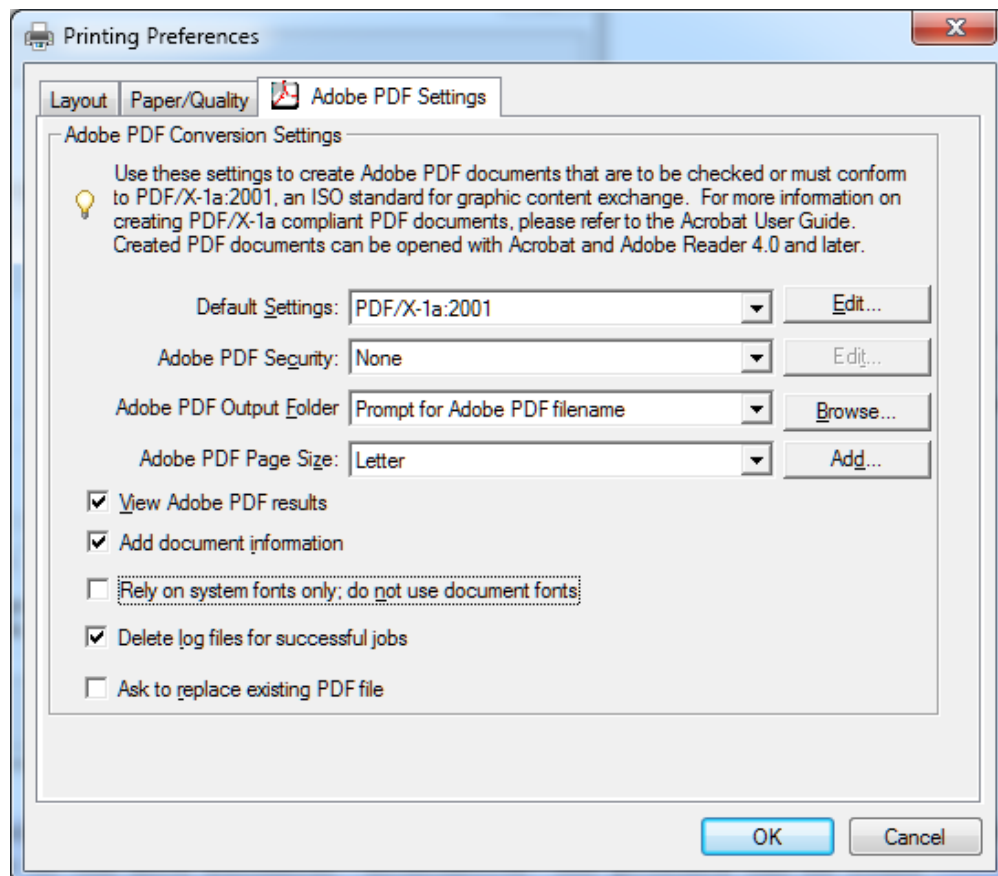 Printing Preferences
Layout
Paper/Quality
Adobe PDF Settings
Adobe PDF Conversion Settings
Use these settings to create Adobe PDF documents that are to be checked or must conform
to PDF/X-1a:2001, an ISO standard for graphic content exchange.  For more information on
creating PDF/X-1a compliant PDF documents, please refer to the Acrobat User Guide.
Created PDF documents can be opened with Acrobat and Adobe Reader 4.0 and later.
Default Settings: PDF/X-1a:2001 Edit...
Adobe PDF Security: None Edit...
Adobe PDF Output Folder Prompt for Adobe PDF filename Browse...
Adobe PDF Page Size: Letter Add...
View Adobe PDF results
Add document information
Rely on system fonts only; do not use document fonts
Delete log files for successful jobs
Ask to replace existing PDF file
OK Cancel